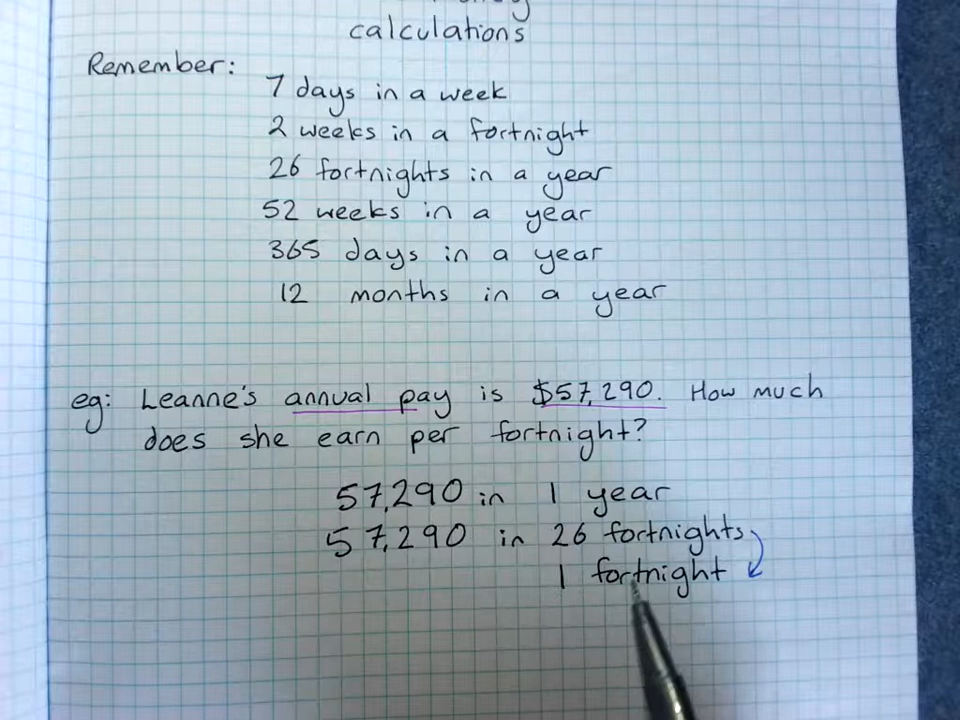 calculations
Remember:
7 days in a week
2 weeks in a fortnight
26 fortnights in a year
52 weeks in a year
365 days in a year
12 months in a year
eg: Leanne's annual pay is $57,290. How much
does she earn per fortnight?
57,290 in 1 year
57,290 in 26 fortnights
1 fortnight